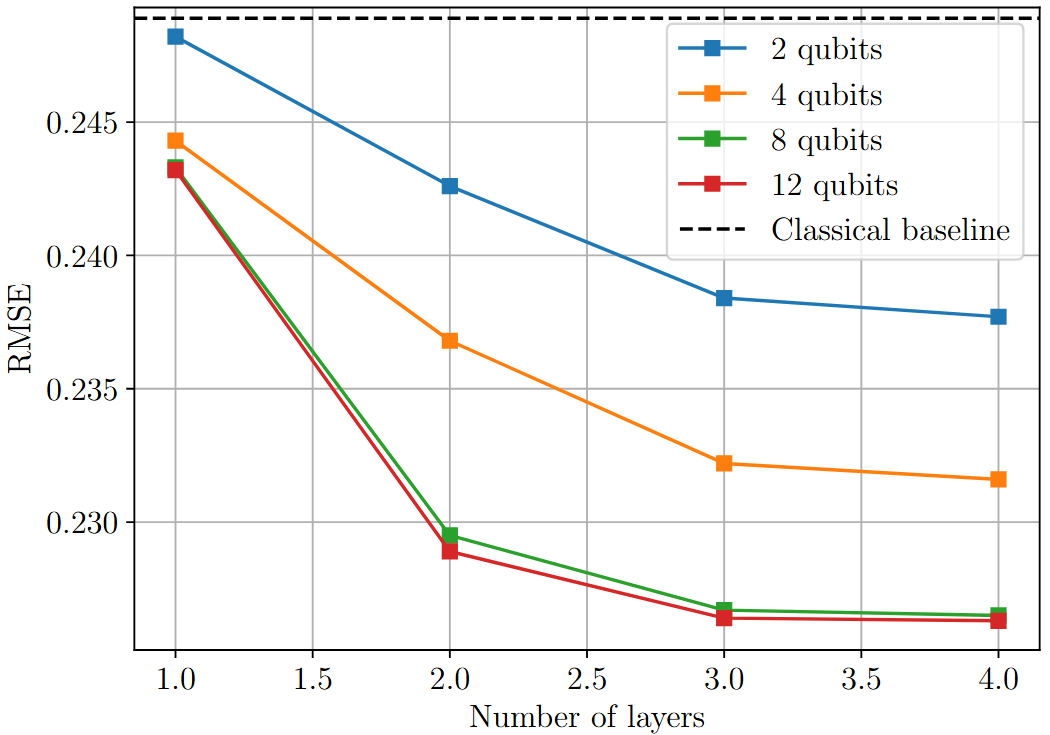 2 qubits
4 qubits
8 qubits
12 qubits
Classical baseline
0.245
0.240
0.235
0.230
RMSE
1.0 1.5 2.0 2.5 3.0 3.5 4.0
Number of layers